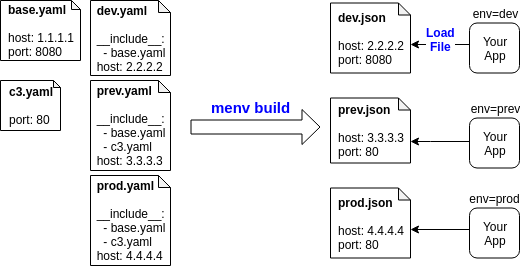 base.yaml
host: 1.1.1.1
port: 8080
dev.yaml
__include__:
- base.yaml
host: 2.2.2.2
c3.yaml
port: 80
prev.yaml
__include__:
- base.yaml
- c3.yaml
host: 3.3.3.3
prod.yaml
__include__:
- base.yaml
- c3.yaml
host: 4.4.4.4
menv build
dev.json
host: 2.2.2.2
port: 8080
Load
File
env=dev
Your
App
prev.json
host: 3.3.3.3
port: 80
env=prev
Your
App
prod.json
host: 4.4.4.4
port: 80
env=prod
Your
App